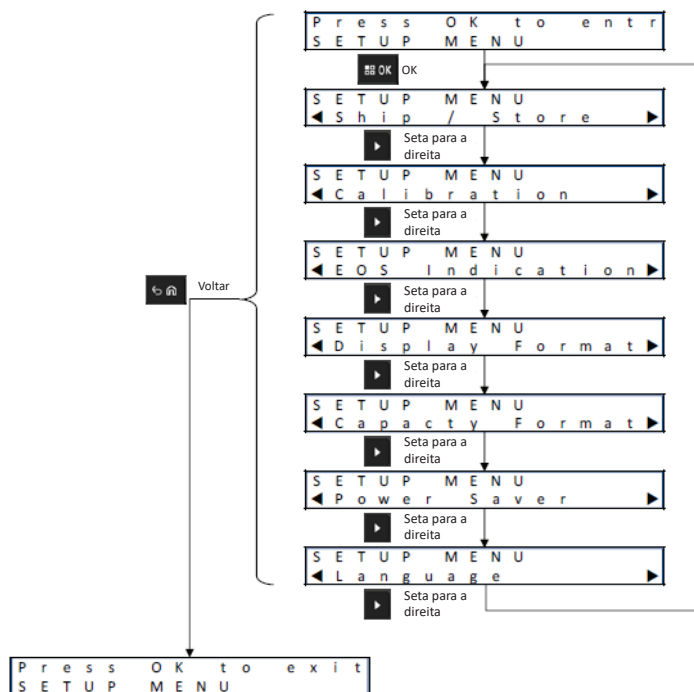 Press OK to entr
SETUP MENU
OK OK
SETUP MENU
◀Ship / Store ▶
Seta para a
direita
SETUP MENU
◀Calibration ▶
Seta para a
direita
SETUP MENU
◀EOS Indication▶
Voltar
Seta para a
direita
SETUP MENU
◀Display Format▶
Seta para a
direita
SETUP MENU
◀Capacty Format▶
Seta para a
direita
SETUP MENU
◀Power Saver ▶
Seta para a
direita
SETUP MENU
◀Language ▶
Seta para a
direita
Press OK to exit
SETUP MENU